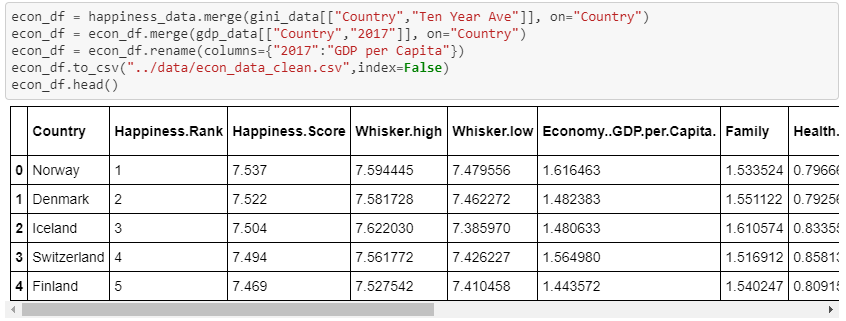 econ_df = happiness_data.merge(gini_data[["Country","Ten Year Ave"]], on="Country")
econ_df = econ_df.merge(gdp_data[["Country","2017"]], on="Country")
econ_df = econ_df.rename(columns={"2017":"GDP per Capita"})
econ_df.to_csv("../data/econ_data_clean.csv",index=False)
econ_df.head()
Country Happiness.Rank Happiness.Score Whisker.high Whisker.low Economy..GDP.per.Capita. Family Health.
0 Norway 1 7.537 7.594445 7.479556 1.616463 1.533524 0.79666
1 Denmark 2 7.522 7.581728 7.462272 1.482383 1.551122 0.79256
2 Iceland 3 7.504 7.622030 7.385970 1.480633 1.610574 0.83355
3 Switzerland 4 7.494 7.561772 7.426227 1.564980 1.516912 0.85813
4 Finland 5 7.469 7.527542 7.410458 1.443572 1.540247 0.80915